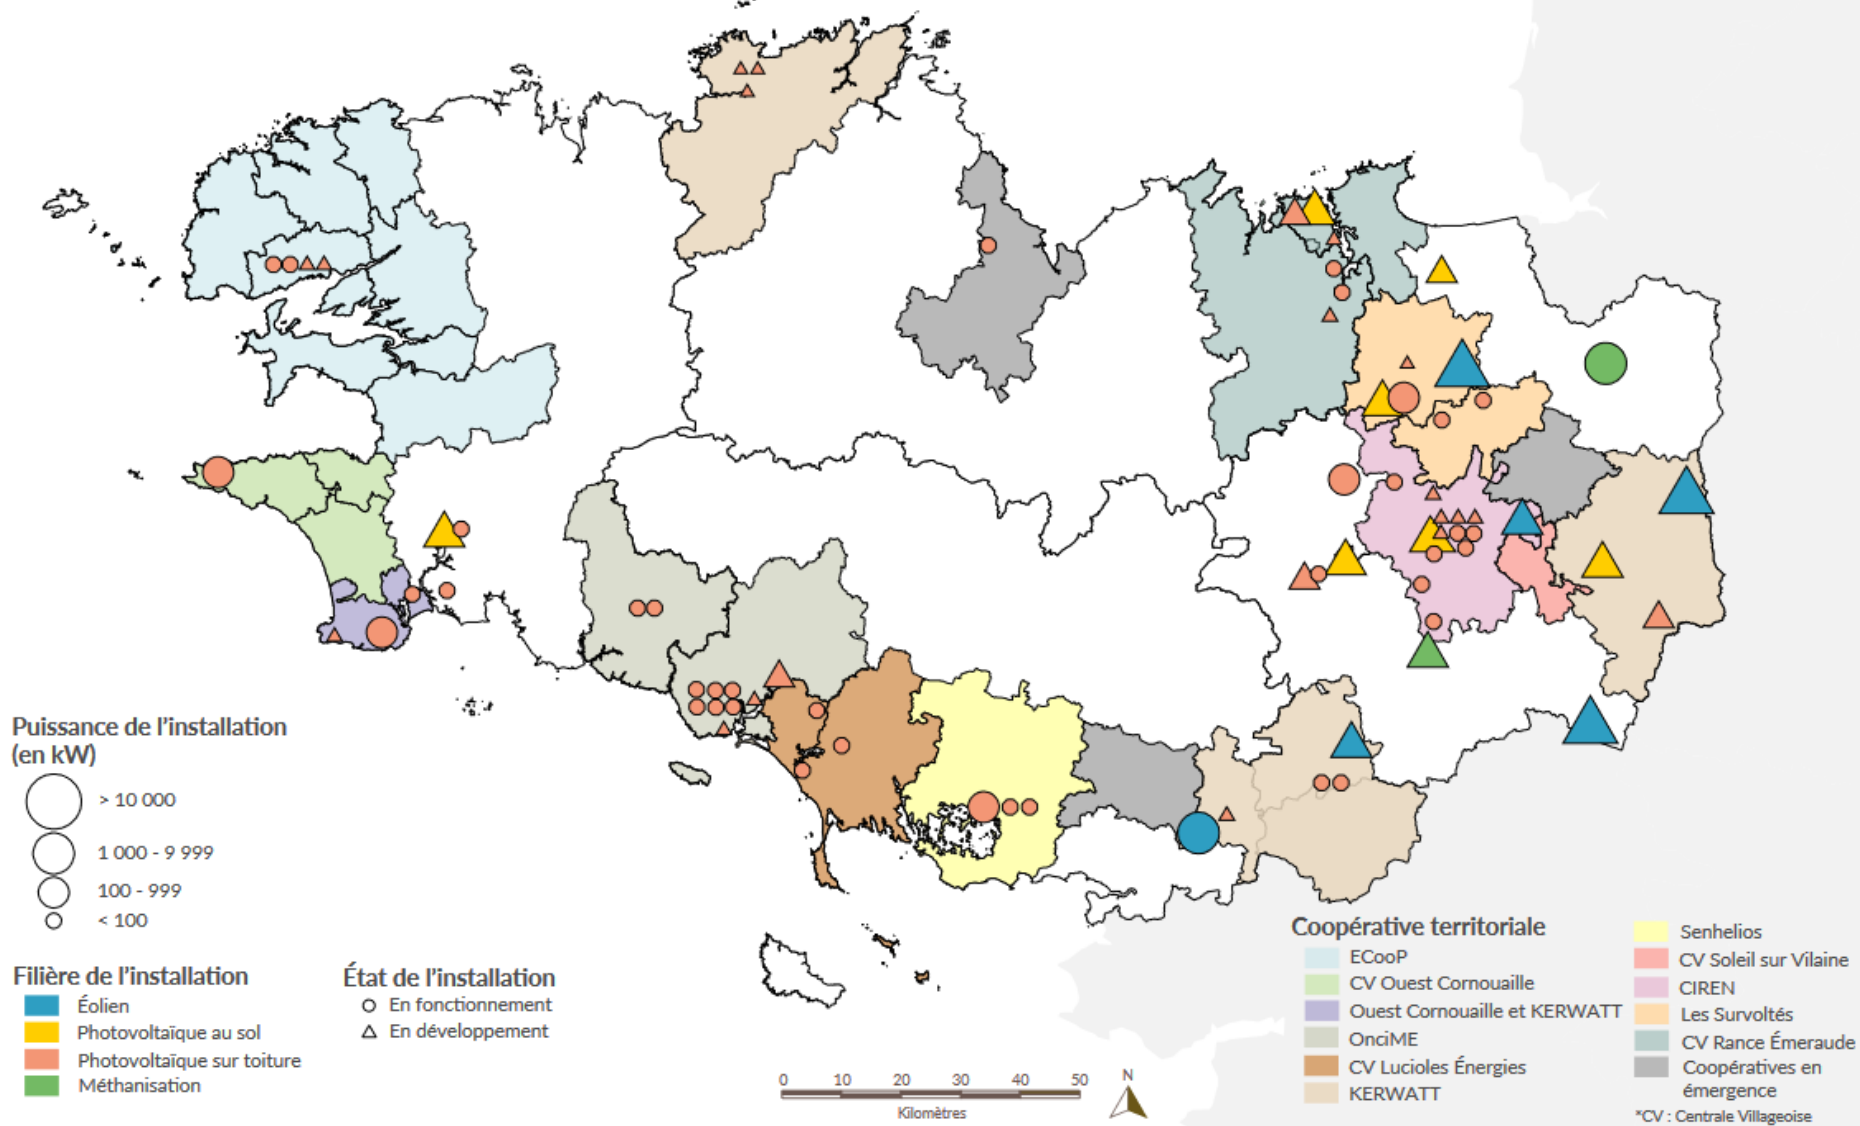 Puissance de l'installation
(en kW)
> 10 000
1 000 - 9 999
100 - 999
< 100
Filière de l'installation
Éolien
Photovoltaïque au sol
Photovoltaïque sur toiture
Méthanisation
État de l'installation
En fonctionnement
En développement
0 10 20 30 40 50
Kilomètres
N
Coopérative territoriale
ECooP
CV Ouest Cornouaille
Ouest Cornouaille et KERWATT
OnciME
CV Lucioles Énergies
KERWATT
Senhelios
CV Soleil sur Vilaine
CIREN
Les Survoltés
CV Rance Émeraude
Coopératives en
émergence
*CV : Centrale Villageoise